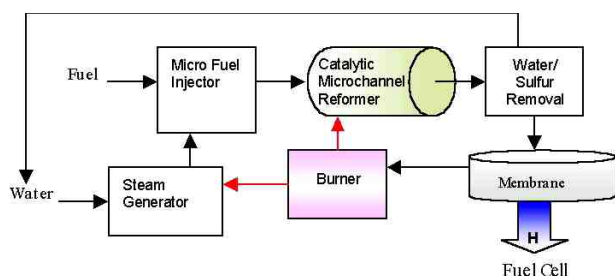 Fuel
Micro Fuel
Injector
Catalytic
Microchannel
Reformer
Water/
Sulfur
Removal
Water
Steam
Generator
Burner
Membrane
H
Fuel Cell